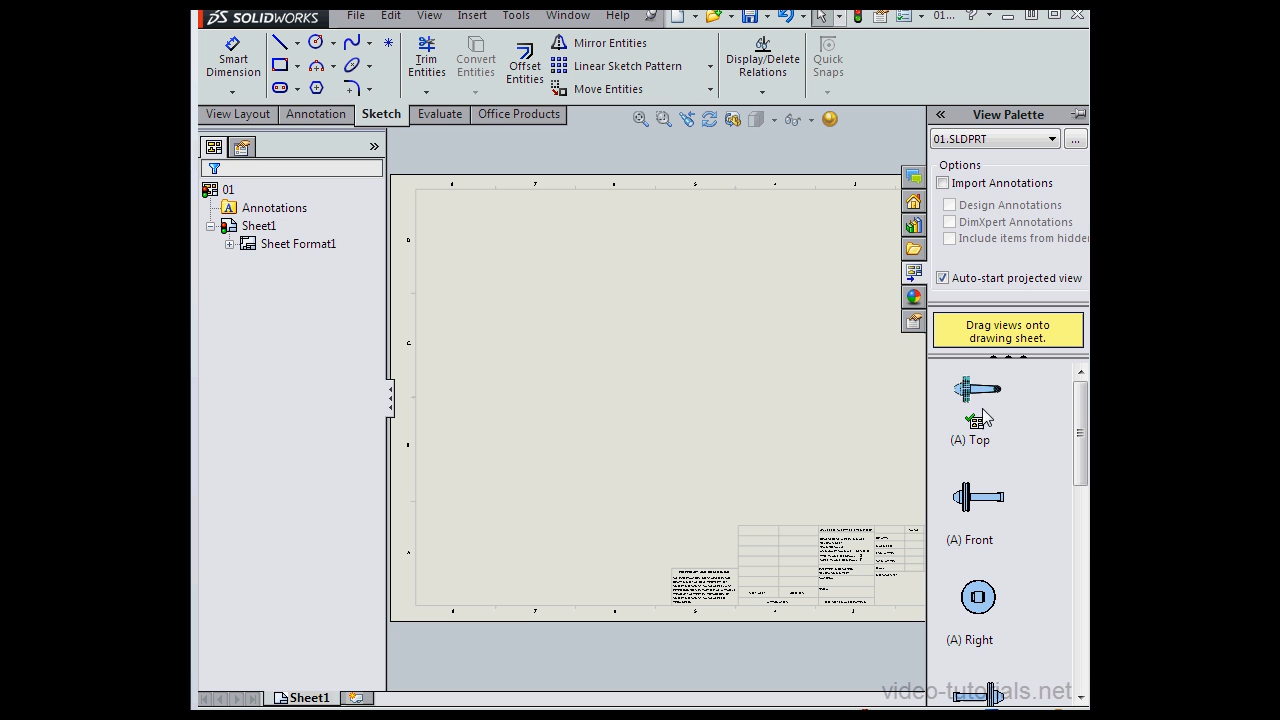 SOLIDWORKS File Edit View Insert Tools Window Help 01... ?
Smart Dimension
Trim Entities
Convert Entities
Offset Entities
Mirror Entities
Linear Sketch Pattern
Move Entities
Display/Delete Relations
Quick Snaps
View Layout Annotation Sketch Evaluate Office Products
View Palette
01.SLDPRT ...
Options
Import Annotations
Design Annotations
DimXpert Annotations
Include items from hidden
Auto-start projected view
Drag views onto
drawing sheet.
(A) Top
(A) Front
(A) Right
01
A Annotations
Sheet1
Sheet Format1
Sheet1
video-tutorials.net